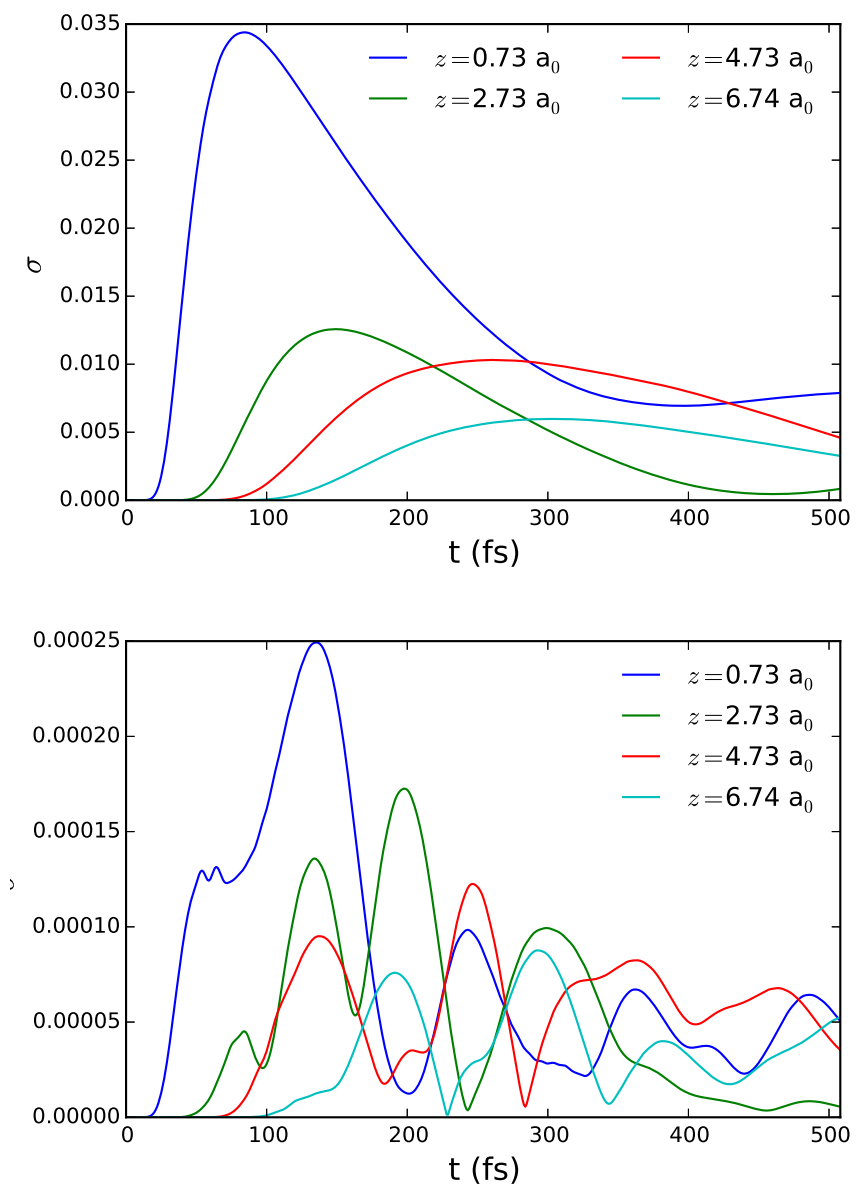 0.035
0.030
0.025
0.020
0.015
0.010
0.005
0.000
σ
z=0.73 a₀
z=2.73 a₀
z=4.73 a₀
z=6.74 a₀
0 100 200 300 400 500
t (fs)
0.00025
0.00020
0.00015
0.00010
0.00005
0.00000
z=0.73 a₀
z=2.73 a₀
z=4.73 a₀
z=6.74 a₀
0 100 200 300 400 500
t (fs)